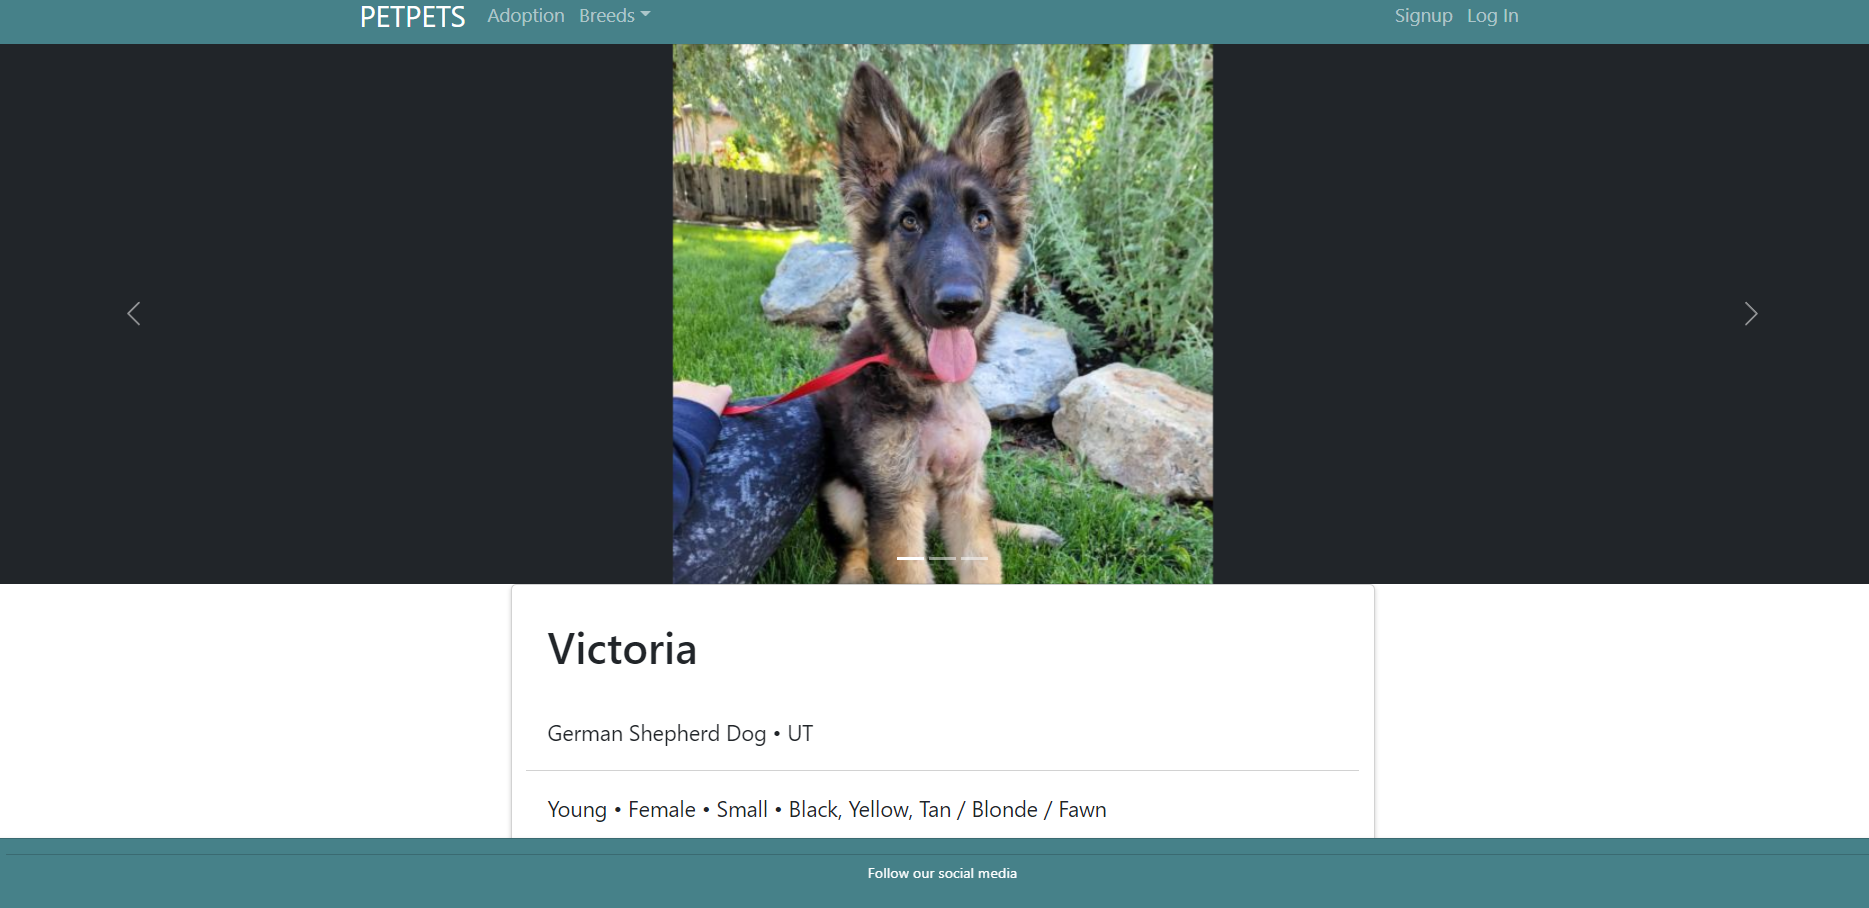 PETPETS Adoption Breeds Signup Log In
Victoria
German Shepherd Dog • UT
Young • Female • Small • Black, Yellow, Tan / Blonde / Fawn
Follow our social media